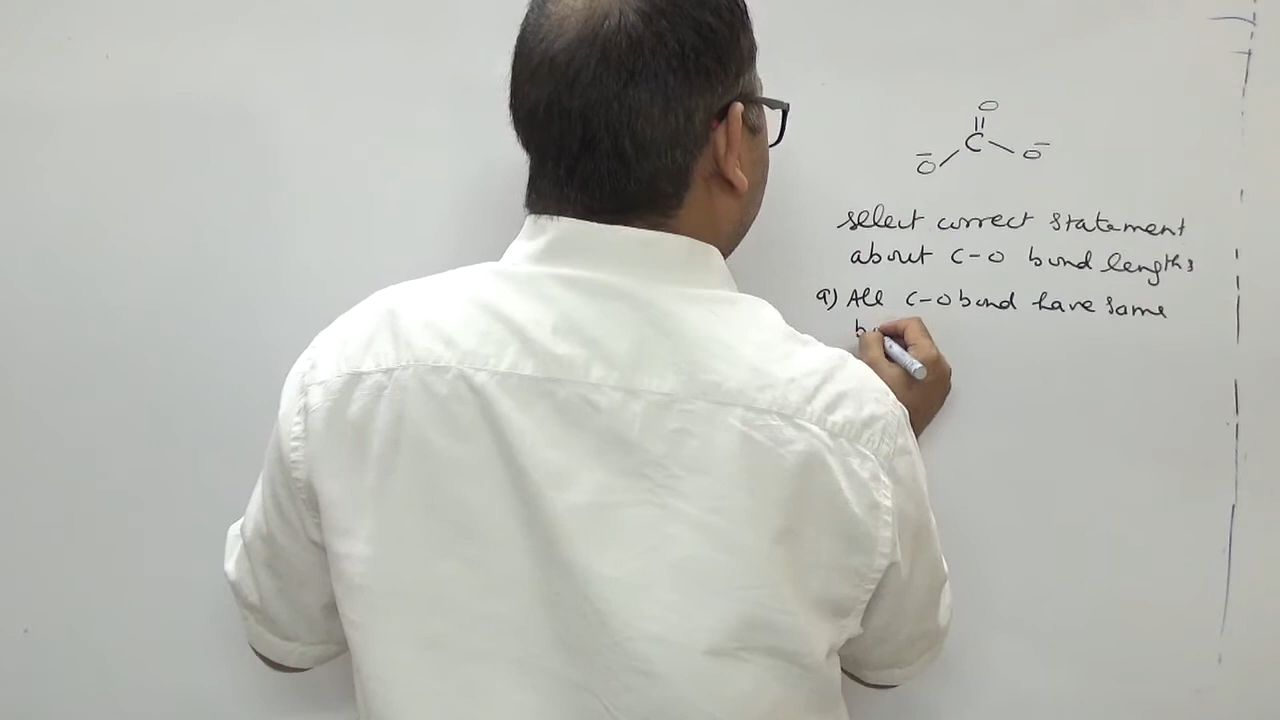 O
||
C
O⁻ O⁻
select correct statement
about C-O bond lengths
a) All C-O bond have same